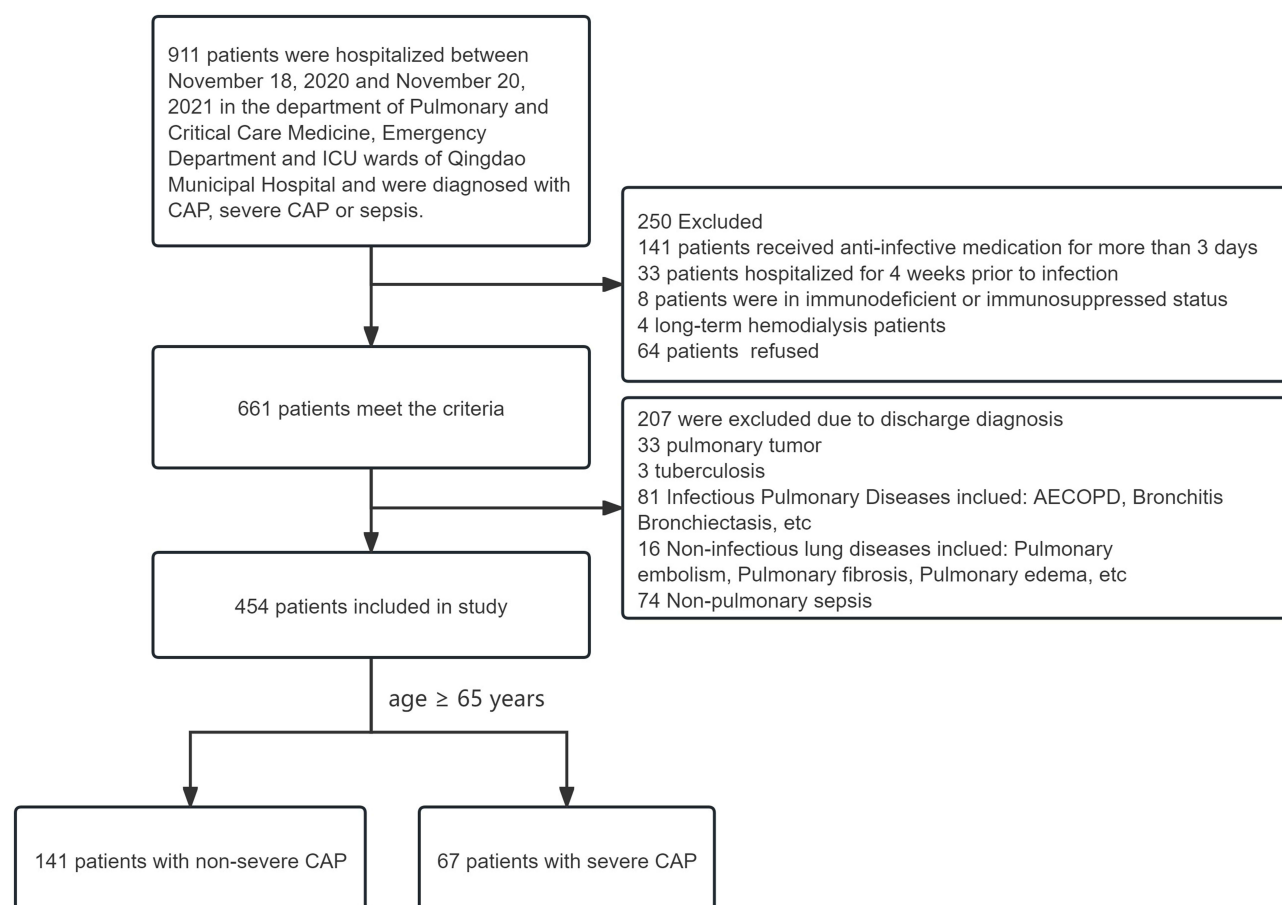 911 patients were hospitalized between
November 18, 2020 and November 20,
2021 in the department of Pulmonary and
Critical Care Medicine, Emergency
Department and ICU wards of Qingdao
Municipal Hospital and were diagnosed with
CAP, severe CAP or sepsis.
250 Excluded
141 patients received anti-infective medication for more than 3 days
33 patients hospitalized for 4 weeks prior to infection
8 patients were in immunodeficient or immunosuppressed status
4 long-term hemodialysis patients
64 patients  refused
661 patients meet the criteria
207 were excluded due to discharge diagnosis
33 pulmonary tumor
3 tuberculosis
81 Infectious Pulmonary Diseases inclued: AECOPD, Bronchitis
Bronchiectasis, etc
16 Non-infectious lung diseases inclued: Pulmonary
embolism, Pulmonary fibrosis, Pulmonary edema, etc
74 Non-pulmonary sepsis
454 patients included in study
age ≥ 65 years
141 patients with non-severe CAP
67 patients with severe CAP